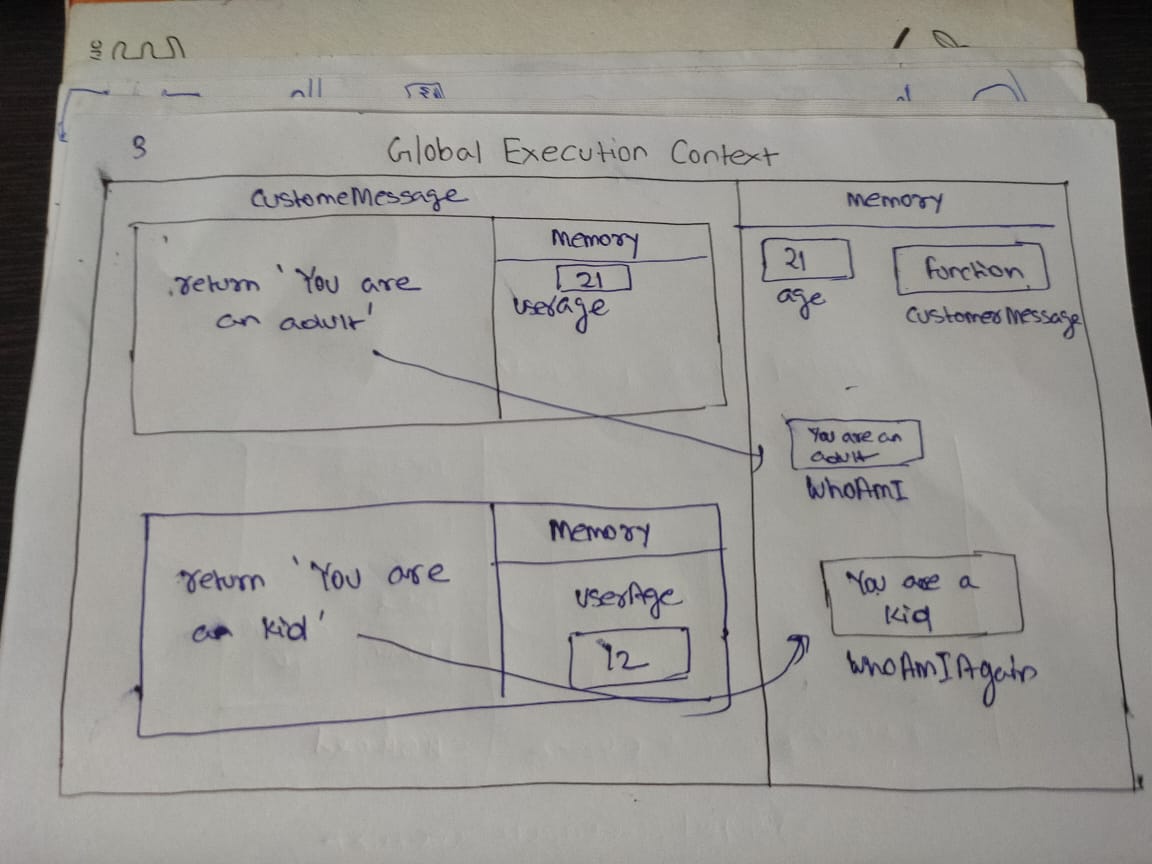 3
Global Execution Context
CustomeMessage
Memory
return 'You are
an adult'
Memory
21
userage
21
age
function
CustomerMessage
You are an
adult
WhoAmI
return 'You are
a kid'
Memory
userAge
12
You are a
kid
WhoAmIAgain